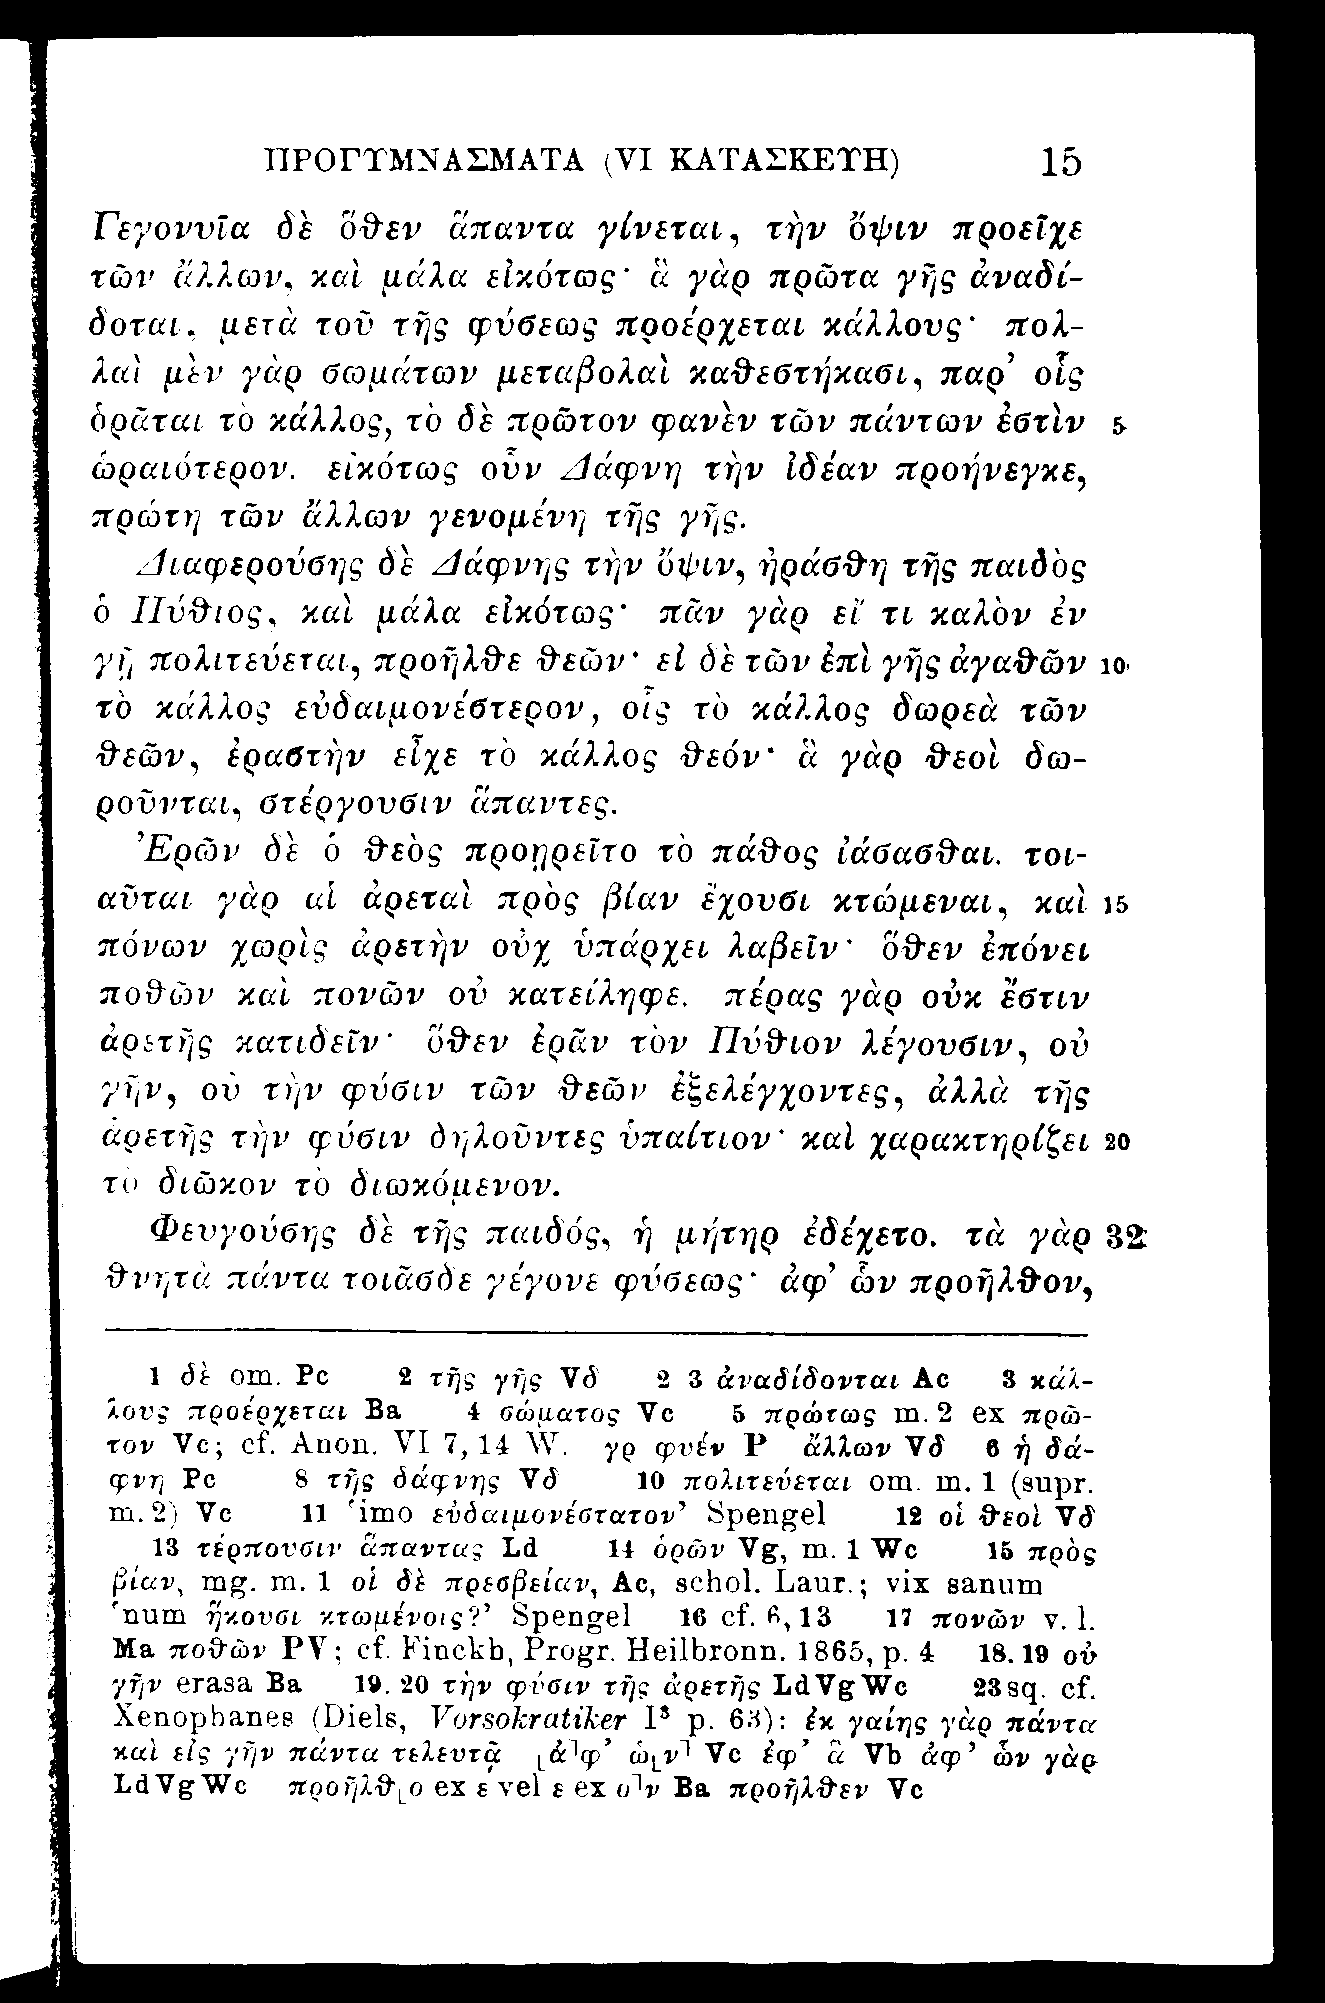 ΠΡΟΓΥΜΝΑΣΜΑΤΑ (VI ΚΑΤΑΣΚΕΥΗ) 15
Γεγονυῖα δὲ ὅθεν ἅπαντα γίνεται, τὴν ὄψιν προεῖχε
τῶν ἄλλων, καὶ μάλα εἰκότως· ἃ γὰρ πρῶτα γῆς ἀναδί-
δοται, μετὰ τοῦ τῆς φύσεως προέρχεται κάλλους· πολ-
λαὶ μὲν γὰρ σωμάτων μεταβολαὶ καθεστήκασι, παρ’ οἷς
ὁρᾶται τὸ κάλλος, τὸ δὲ πρῶτον φανὲν τῶν πάντων ἐστὶν 5
ὡραιότερον. εἰκότως οὖν Δάφνη τὴν ἰδέαν προήνεγκε,
πρώτη τῶν ἄλλων γενομένη τῆς γῆς.
Διαφερούσης δὲ Δάφνης τὴν ὄψιν, ἠράσθη τῆς παιδὸς
ὁ Πύθιος, καὶ μάλα εἰκότως· πᾶν γὰρ εἴ τι καλὸν ἐν
γῇ πολιτεύεται, προῆλθε θεῶν· εἰ δὲ τῶν ἐπὶ γῆς ἀγαθῶν 10
τὸ κάλλος εὐδαιμονέστερον, οἷς τὸ κάλλος δωρεὰ τῶν
θεῶν, ἐραστὴν εἶχε τὸ κάλλος θεόν· ἃ γὰρ θεοὶ δω-
ροῦνται, στέργουσιν ἅπαντες.
Ἐρῶν δὲ ὁ θεὸς προῃρεῖτο τὸ πάθος ἰάσασθαι. τοι-
αῦται γὰρ αἱ ἀρεταὶ πρὸς βίαν ἔχουσι κτώμεναι, καὶ 15
πόνων χωρὶς ἀρετὴν οὐχ ὑπάρχει λαβεῖν· ὅθεν ἐπόνει
ποθῶν καὶ πονῶν οὐ κατείληφε. πέρας γὰρ οὐκ ἔστιν
ἀρετῆς κατιδεῖν· ὅθεν ἐρᾶν τὸν Πύθιον λέγουσιν, οὐ
γῆν, οὐ τὴν φύσιν τῶν θεῶν ἐξελέγχοντες, ἀλλὰ τῆς
ἀρετῆς τὴν φύσιν δηλοῦντες ὑπαίτιον· καὶ χαρακτηρίζει 20
τὸ διῶκον τὸ διωκόμενον.
Φευγούσης δὲ τῆς παιδός, ἡ μήτηρ ἐδέχετο. τὰ γὰρ 32
θνητὰ πάντα τοιᾶσδε γέγονε φύσεως· ἀφ’ ὧν προῆλθον,
1 δὲ om. Pc 2 τῆς γῆς Vδ 2 3 ἀναδίδονται Ac 3 κάλ-
λους προέρχεται Ba 4 σώματος Vc 5 πρώτως m. 2 ex πρῶ-
τον Vc; cf. Anon. VI 7, 14 W. γρ φυέν P ἄλλων Vδ 6 ἡ δά-
φνη Pc 8 τῆς δάφνης Vδ 10 πολιτεύεται om. m. 1 (supr.
m. 2) Vc 11 ‘imo εὐδαιμονέστατον’ Spengel 12 οἱ θεοὶ Vδ
13 τέρπουσιν ἅπαντας Ld 14 ὁρῶν Vg, m. 1 Wc 15 πρὸς
βίαν, mg. m. 1 οἱ δὲ πρεσβείαν, Ac, schol. Laur.; vix sanum
‘num ἥκουσι κτωμένοις?’ Spengel 16 cf. 6, 13 17 πονῶν v. l.
Ma ποθῶν PV; cf. Finckh, Progr. Heilbronn. 1865, p. 4 18. 19 οὐ
γῆν erasa Ba 19. 20 τὴν φύσιν τῆς ἀρετῆς Ld Vg Wc 23 sq. cf.
Xenophanes (Diels, Vorsokratiker I³ p. 63): ἐκ γαίης γὰρ πάντα
καὶ εἰς γῆν πάντα τελευτᾷ ⌊ἀ⌉φ’ ὡ⌊ν⌉ Vc ἐφ’ ἃ Vb ἀφ’ ὧν γὰρ
Ld Vg Wc προῆλθ⌊ο ex ε vel ε ex ο⌉ν Ba προῆλθεν Vc